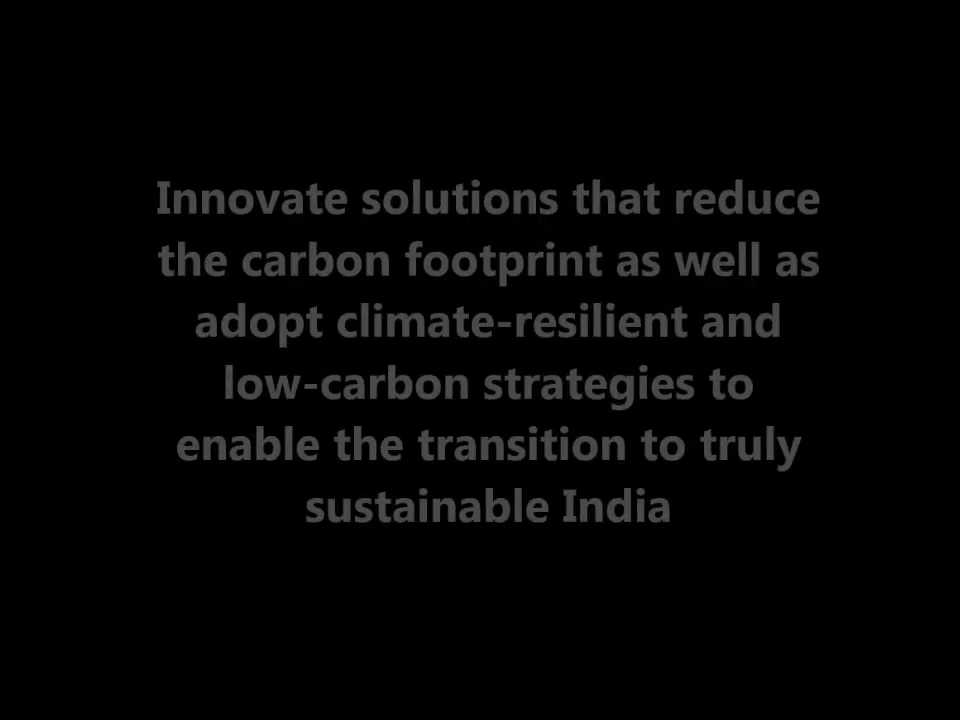 Innovate solutions that reduce
the carbon footprint as well as
adopt climate-resilient and
low-carbon strategies to
enable the transition to truly
sustainable India